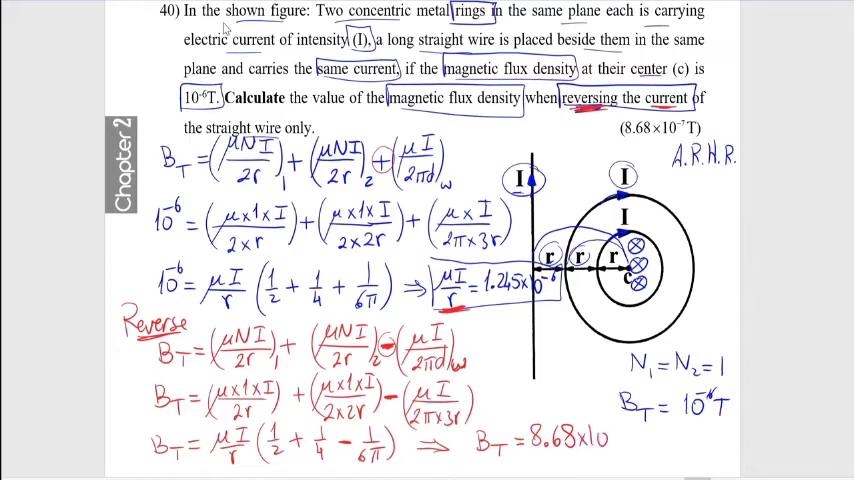 40) In the shown figure: Two concentric metal rings in the same plane each is carrying
electric current of intensity (I), a long straight wire is placed beside them in the same
plane and carries the same current, if the magnetic flux density at their center (c) is
10⁻⁶T. Calculate the value of the magnetic flux density when reversing the current of
the straight wire only. (8.68×10⁻⁷T)
Chapter 2
B_T = (μNI/2r)₁ + (μNI/2r)₂ + (μI/2πd)_w
A.R.H.R.
10⁻⁶ = (μ×1×I/2×r) + (μ×1×I/2×2r) + (μ×I/2π×3r)
10⁻⁶ = μI/r (1/2 + 1/4 + 1/6π) ⇒ μI/r = 1.245×10⁻⁶
I
I
I
r r r
c
Reverse
B_T = (μNI/2r)₁ + (μNI/2r)₂ - (μI/2πd)_w
B_T = (μ×1×I/2r) + (μ×1×I/2×2r) - (μI/2π×3r)
B_T = μI/r (1/2 + 1/4 - 1/6π) ⇒ B_T = 8.68×10
N₁ = N₂ = 1
B_T = 10⁻⁶ T